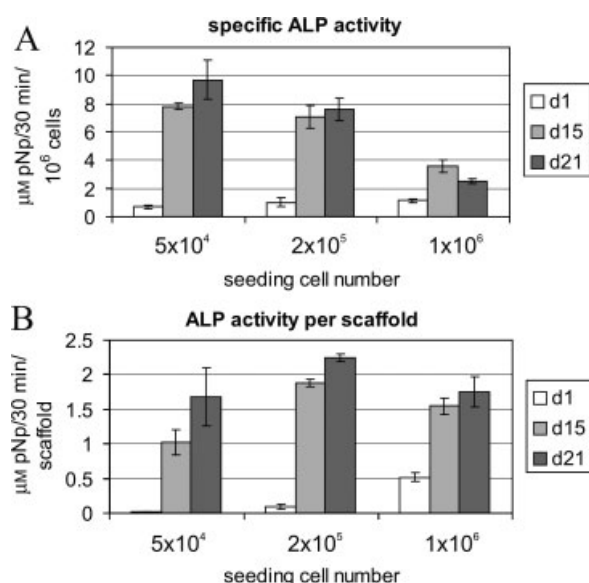 A
specific ALP activity
µM pNp/30 min/
10⁶ cells
12
10
8
6
4
2
0
5x10⁴ 2x10⁵ 1x10⁶
seeding cell number
d1
d15
d21
B
ALP activity per scaffold
µM pNp/30 min/
scaffold
2.5
2
1.5
1
0.5
0
5x10⁴ 2x10⁵ 1x10⁶
seeding cell number
d1
d15
d21